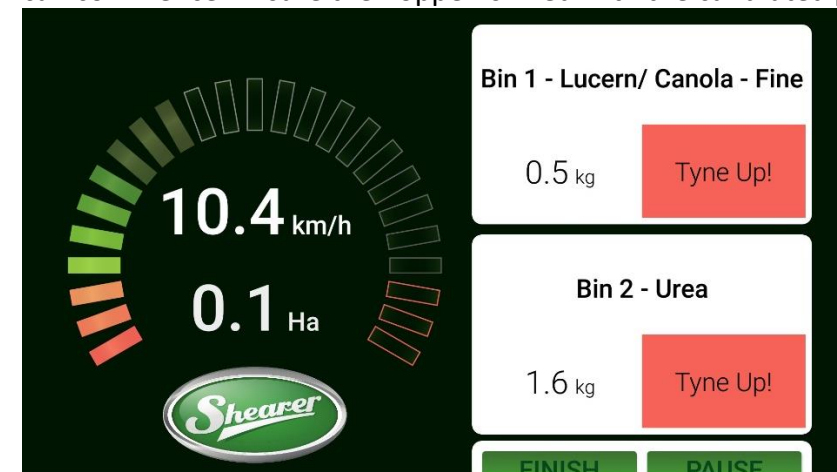 10.4 km/h
0.1 Ha
Shearer
Bin 1 - Lucern/ Canola - Fine
0.5 kg Tyne Up!
Bin 2 - Urea
1.6 kg Tyne Up!
FINISH PAUSE